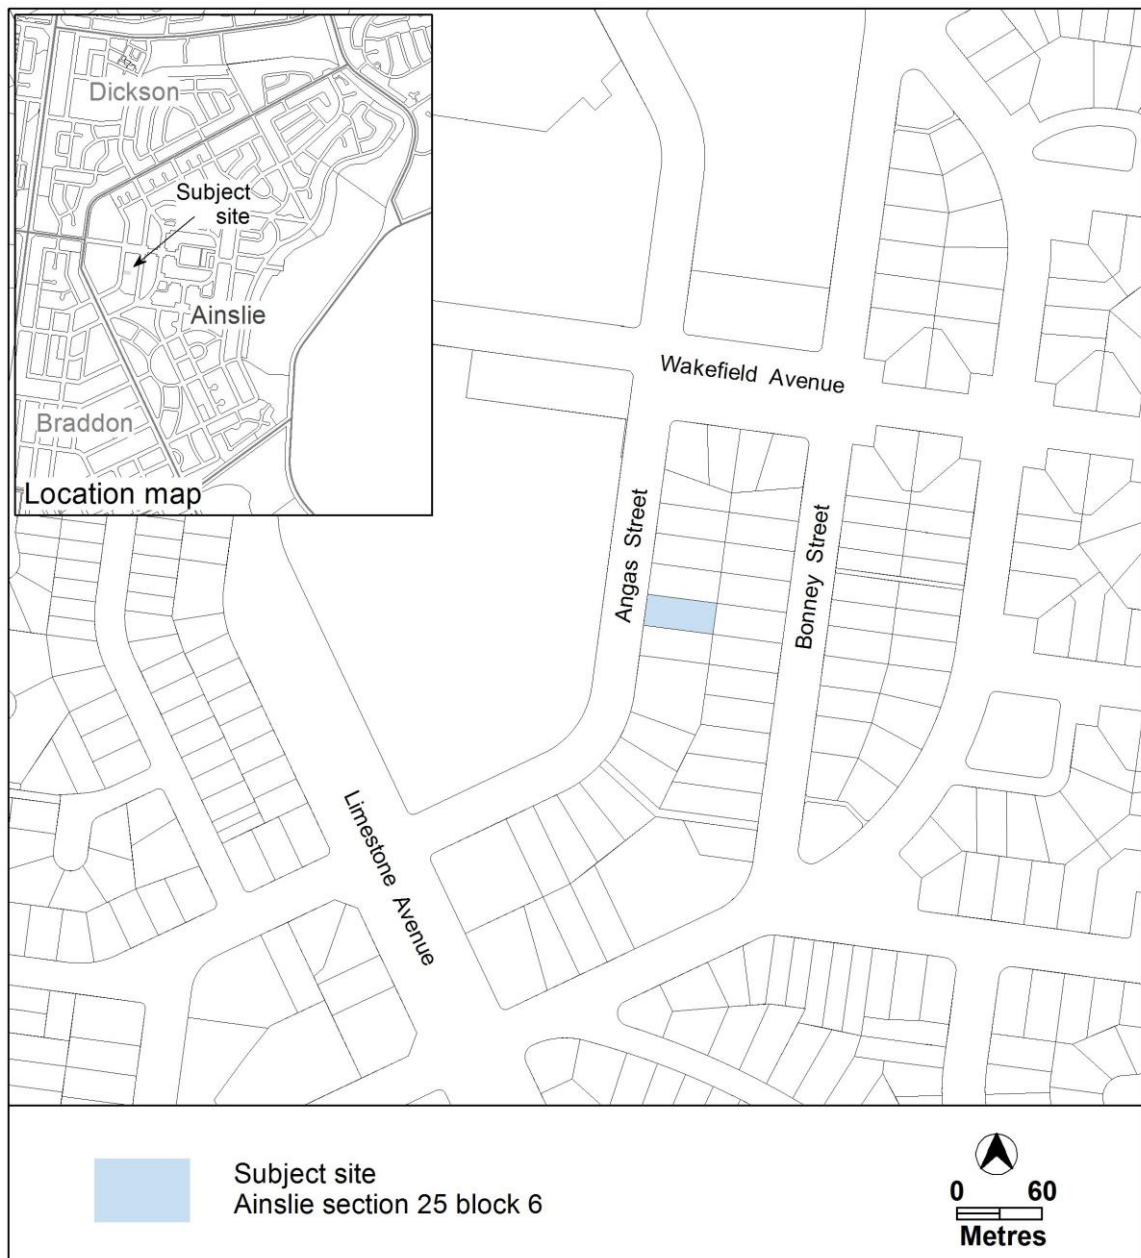 Dickson
Subject
site
Ainslie
Braddon
Location map
Wakefield Avenue
Angas Street
Bonney Street
Limestone Avenue
Subject site
Ainslie section 25 block 6
0 60
Metres